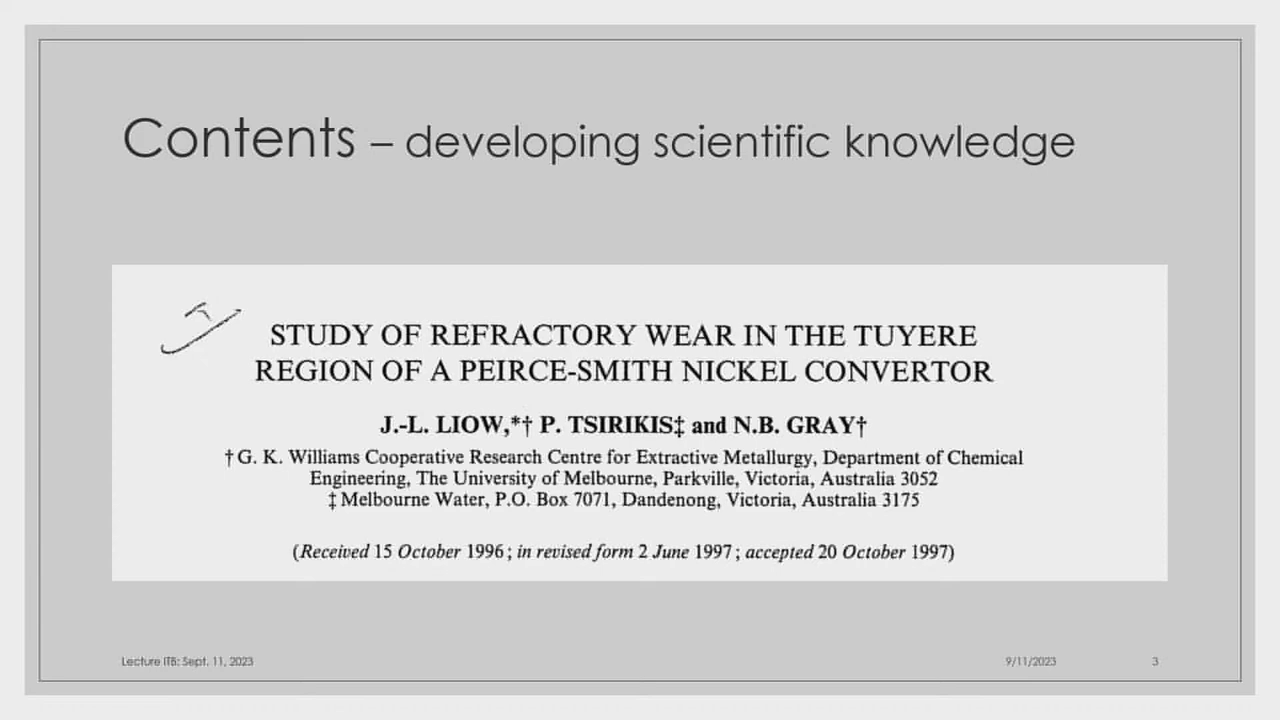 Contents – developing scientific knowledge
STUDY OF REFRACTORY WEAR IN THE TUYERE
REGION OF A PEIRCE-SMITH NICKEL CONVERTOR
J.-L. LIOW,*† P. TSIRIKIS‡ and N.B. GRAY†
† G. K. Williams Cooperative Research Centre for Extractive Metallurgy, Department of Chemical
Engineering, The University of Melbourne, Parkville, Victoria, Australia 3052
‡ Melbourne Water, P.O. Box 7071, Dandenong, Victoria, Australia 3175
(Received 15 October 1996; in revised form 2 June 1997; accepted 20 October 1997)
Lecture ITB: Sept. 11, 2023
9/11/2023
3